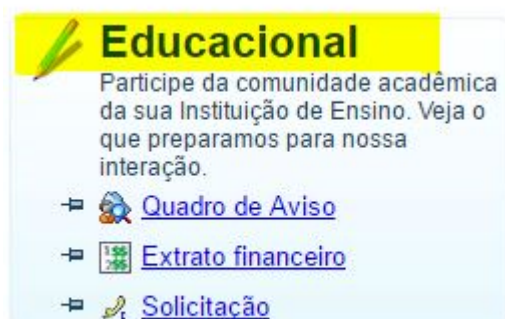 Educacional
Participe da comunidade acadêmica
da sua Instituição de Ensino. Veja o
que preparamos para nossa
interação.
Quadro de Aviso
Extrato financeiro
Solicitação